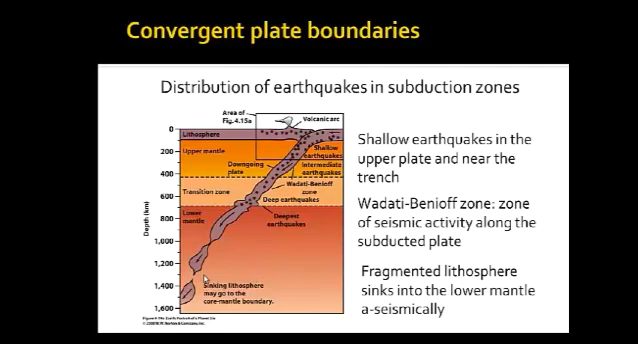 Convergent plate boundaries
Distribution of earthquakes in subduction zones
Area of
Fig.4.15a
Volcanic arc
0
Lithosphere
200
Upper mantle
Shallow
earthquakes
Downgoing
plate
Intermediate
earthquakes
400
Transition zone
Wadati-Benioff
zone
600
Deep earthquakes
Lower
mantle
Deepest
earthquakes
800
Depth (km)
1,000
1,200
1,400
Sinking lithosphere
may go to the
core-mantle boundary.
1,600
Shallow earthquakes in the
upper plate and near the
trench
Wadati-Benioff zone: zone
of seismic activity along the
subducted plate
Fragmented lithosphere
sinks into the lower mantle
a-seismically